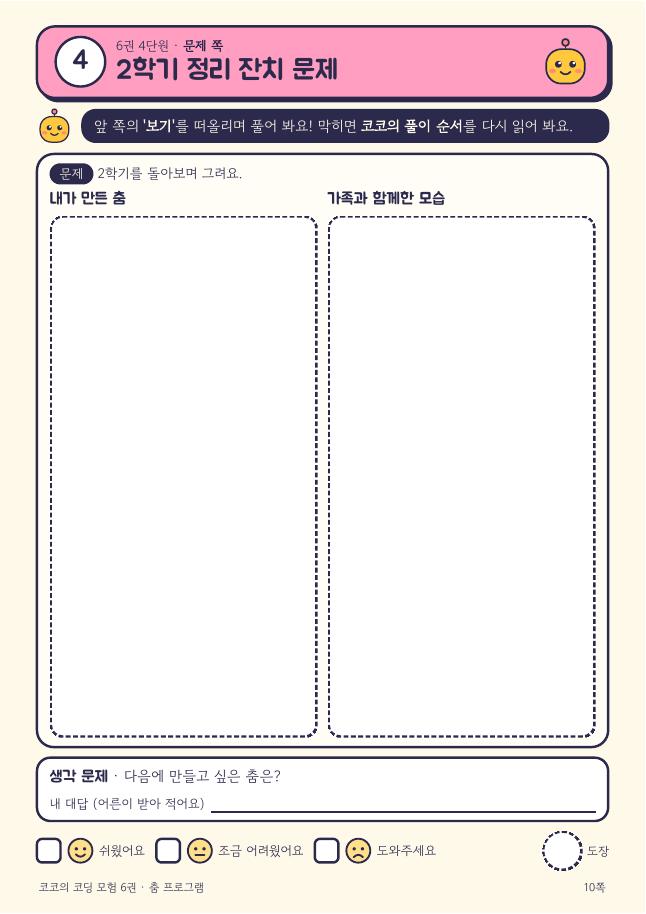 4
6권 4단원 · 문제 쪽
2학기 정리 잔치 문제
앞 쪽의 '보기'를 떠올리며 풀어 봐요! 막히면 코코의 풀이 순서를 다시 읽어 봐요.
문제 2학기를 돌아보며 그려요.
내가 만든 춤
가족과 함께한 모습
생각 문제 · 다음에 만들고 싶은 춤은?
내 대답 (어른이 받아 적어요)
쉬웠어요 조금 어려웠어요 도와주세요 도장
코코의 코딩 모험 6권 · 춤 프로그램 10쪽